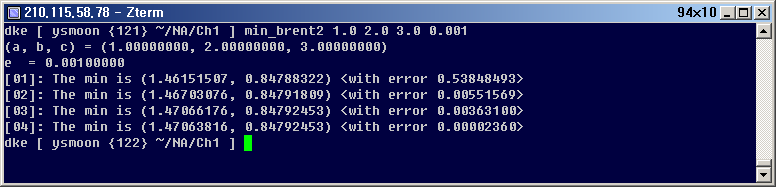 210.115.58.78 - Zterm 94×10
dke [ ysmoon {121} ~/NA/Ch1 ] min_brent2 1.0 2.0 3.0 0.001
(a, b, c) = (1.00000000, 2.00000000, 3.00000000)
e  = 0.00100000
[01]: The min is (1.46151507, 0.84788322) <with error 0.53848493>
[02]: The min is (1.46703076, 0.84791809) <with error 0.00551569>
[03]: The min is (1.47066176, 0.84792453) <with error 0.00363100>
[04]: The min is (1.47063816, 0.84792453) <with error 0.00002360>
dke [ ysmoon {122} ~/NA/Ch1 ]